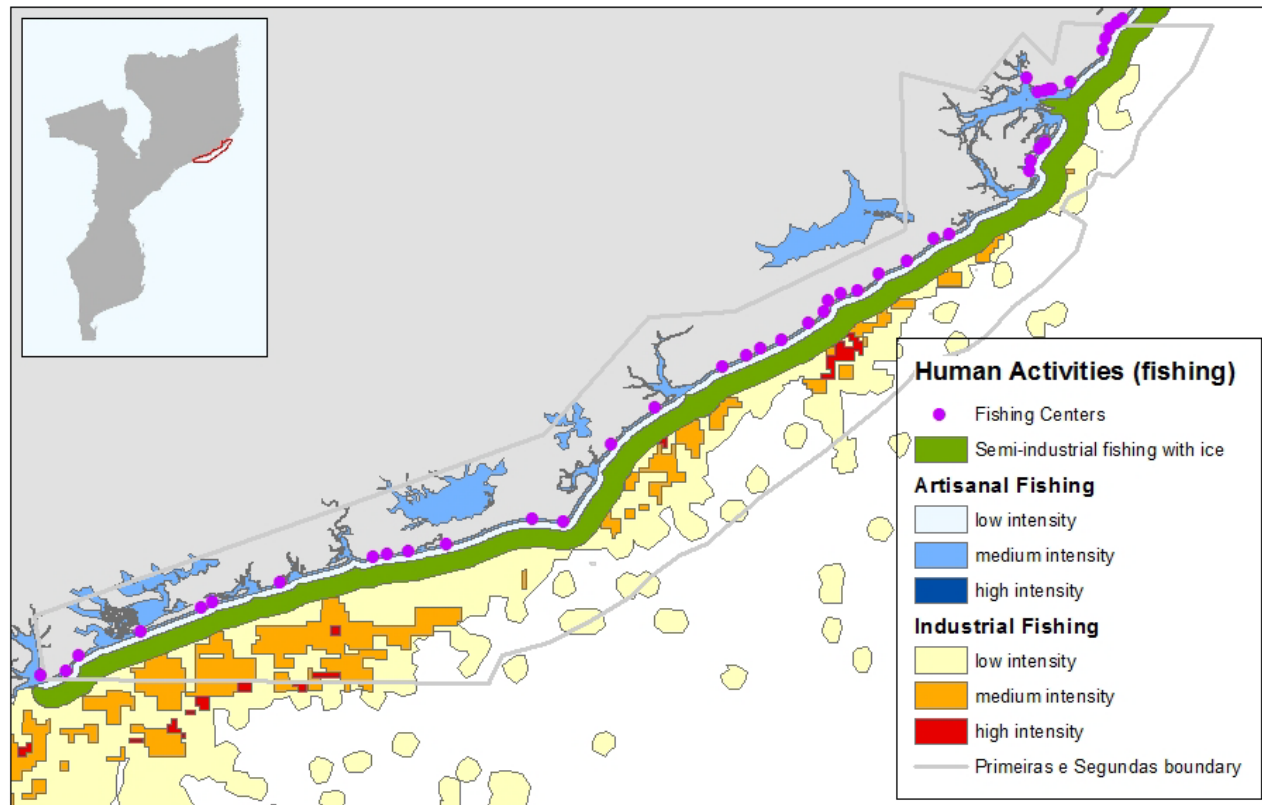 Human Activities (fishing)
Fishing Centers
Semi-industrial fishing with ice
Artisanal Fishing
low intensity
medium intensity
high intensity
Industrial Fishing
low intensity
medium intensity
high intensity
Primeiras e Segundas boundary